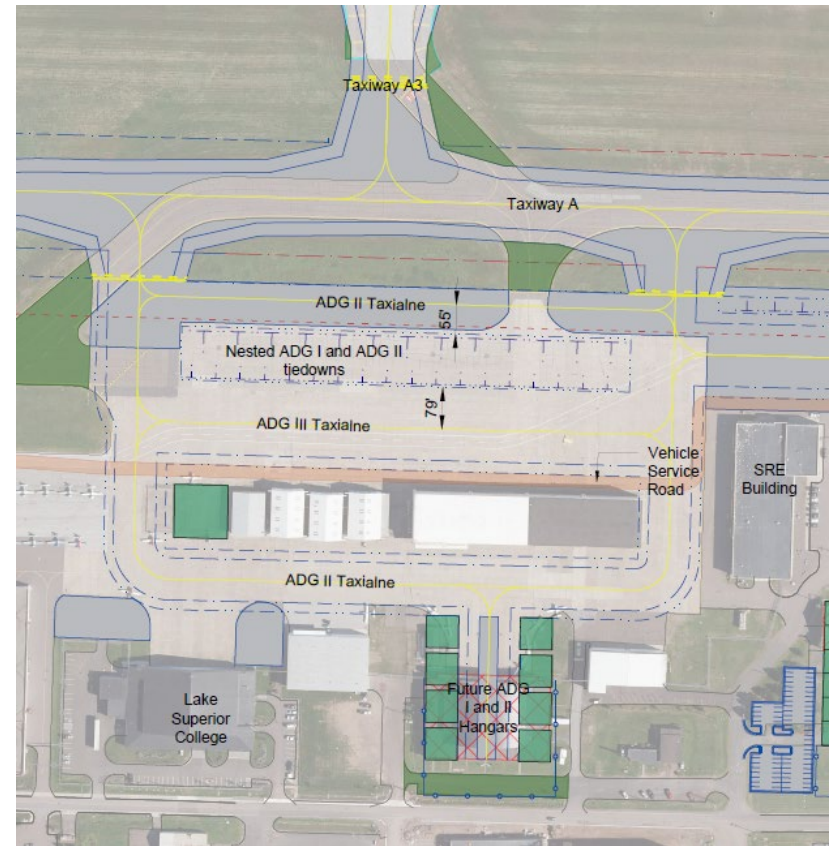 Taxiway A3
Taxiway A
ADG II Taxialne
55'
Nested ADG I and ADG II
tiedowns
79'
ADG III Taxialne
Vehicle
Service
Road
SRE
Building
ADG II Taxialne
Lake
Superior
College
Future ADG
I and II
Hangars